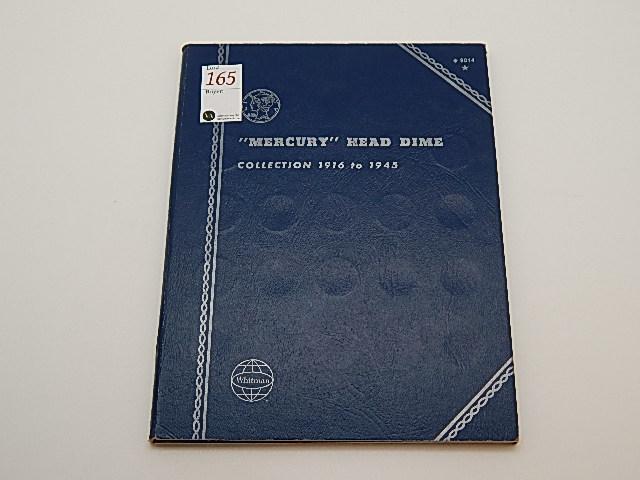 Lot#
165
Buyer:
9014
"MERCURY" HEAD DIME
COLLECTION 1916 to 1945
Whitman